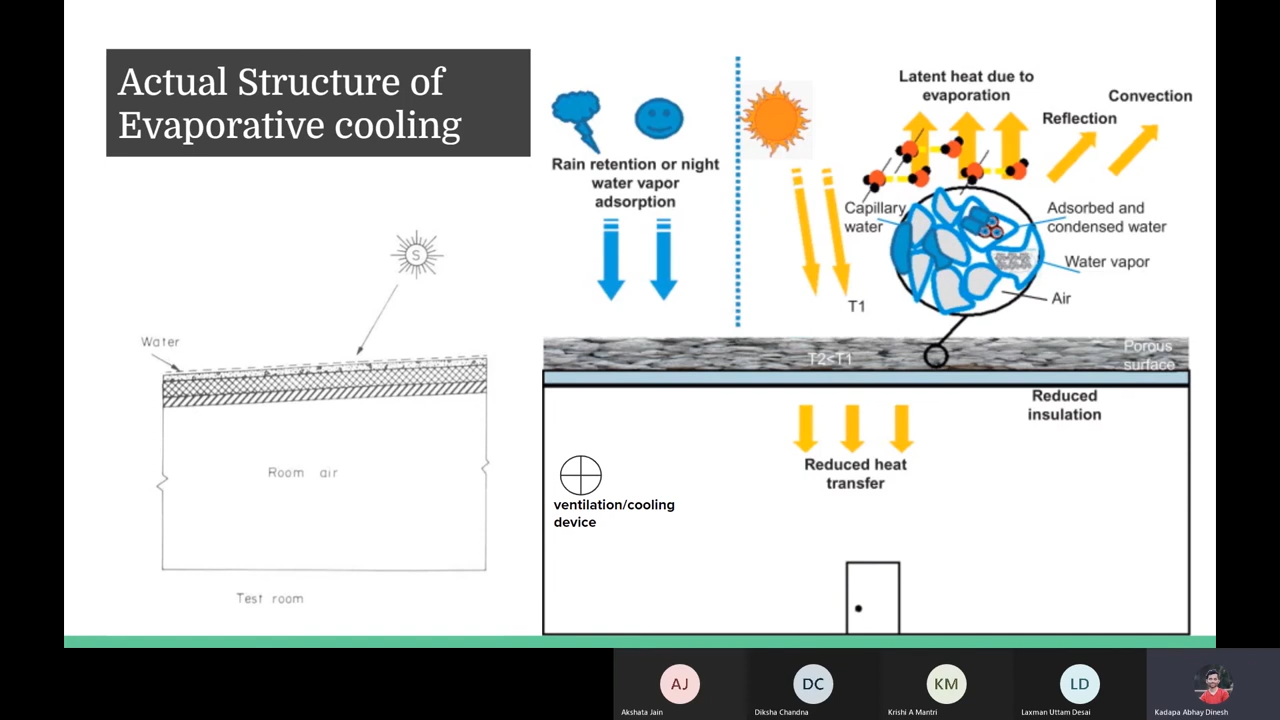 Actual Structure of
Evaporative cooling
S
Water
Room air
Test room
Rain retention or night
water vapor
adsorption
Latent heat due to
evaporation
Convection
Reflection
Capillary
water
Adsorbed and
condensed water
Water vapor
Air
T1
T2<T1
Porous
surface
Reduced
insulation
Reduced heat
transfer
ventilation/cooling
device
AJ
Akshata Jain
DC
Diksha Chandna
KM
Krishi A Mantri
LD
Laxman Uttam Desai
Kadapa Abhay Dinesh